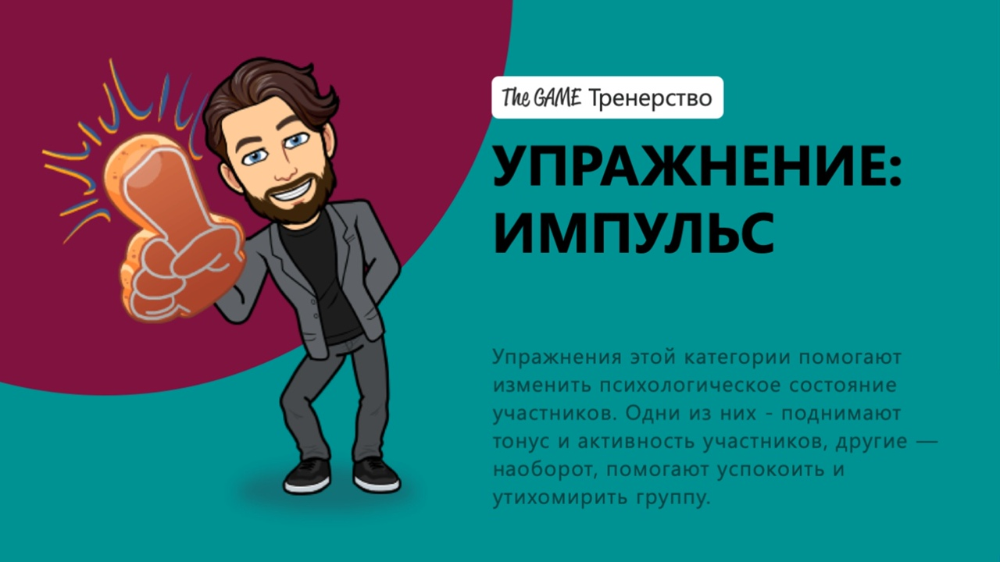 The GAME Тренерство
УПРАЖНЕНИЕ:
ИМПУЛЬС
Упражнения этой категории помогают
изменить психологическое состояние
участников. Одни из них - поднимают
тонус и активность участников, другие —
наоборот, помогают успокоить и
утихомирить группу.